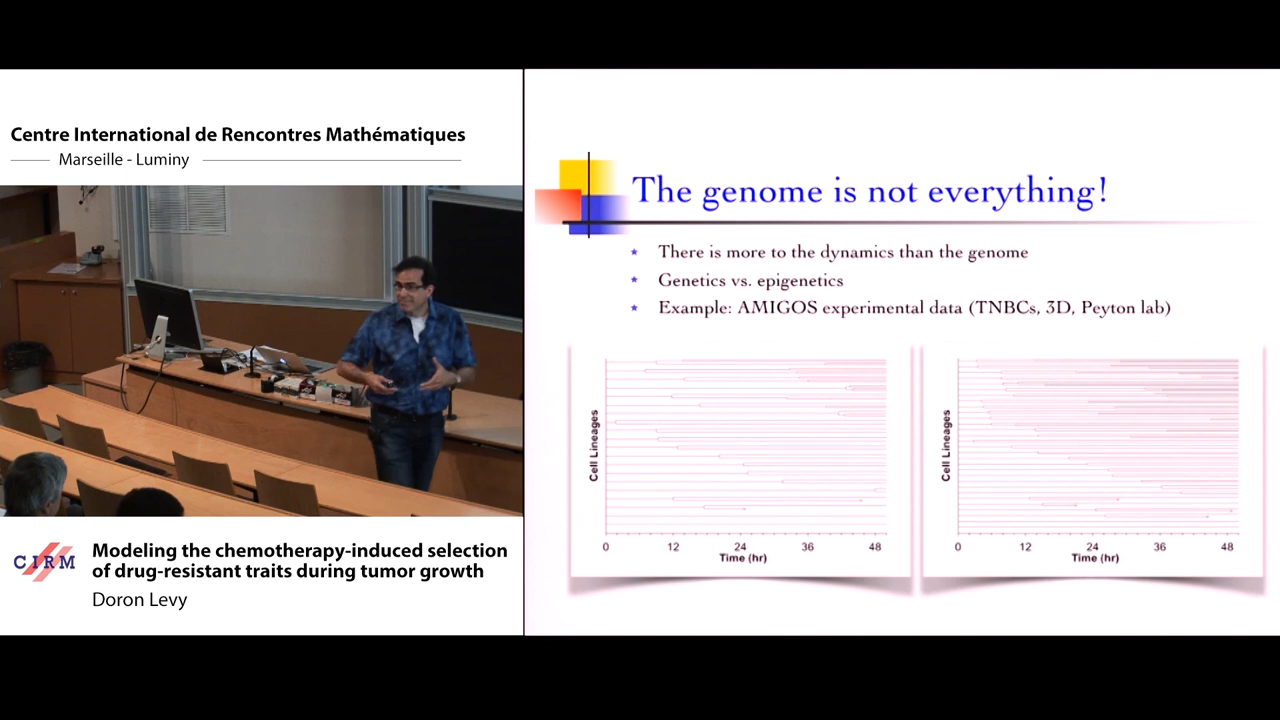 Centre International de Rencontres Mathématiques
Marseille - Luminy
CIRM
Modeling the chemotherapy-induced selection
of drug-resistant traits during tumor growth
Doron Levy
The genome is not everything!
There is more to the dynamics than the genome
Genetics vs. epigenetics
Example: AMIGOS experimental data (TNBCs, 3D, Peyton lab)
Cell Lineages
0 12 24 36 48
Time (hr)
Cell Lineages
0 12 24 36 48
Time (hr)